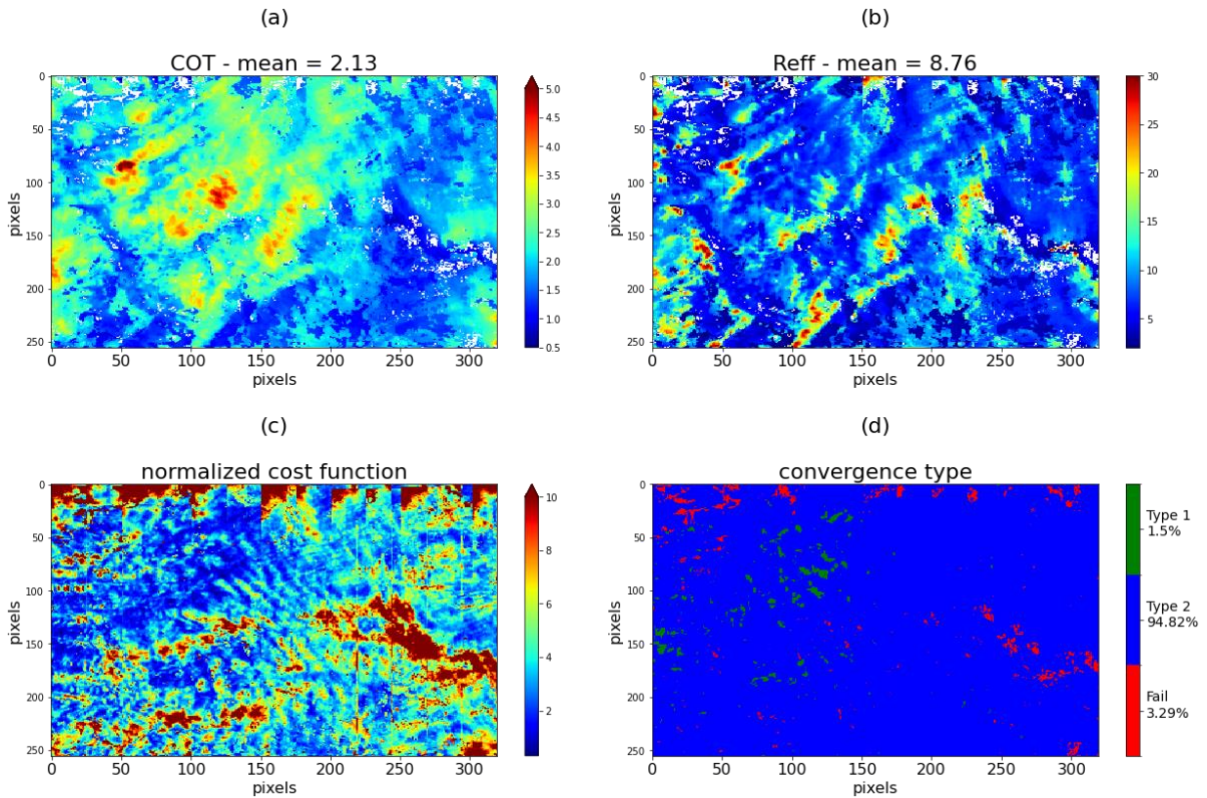 (a)
COT - mean = 2.13
0
50
100
150
200
250
pixels
0 50 100 150 200 250 300
pixels
5.0
4.5
4.0
3.5
3.0
2.5
2.0
1.5
1.0
0.5
(b)
Reff - mean = 8.76
0
50
100
150
200
250
pixels
0 50 100 150 200 250 300
pixels
30
25
20
15
10
5
(c)
normalized cost function
0
50
100
150
200
250
pixels
0 50 100 150 200 250 300
pixels
10
8
6
4
2
(d)
convergence type
0
50
100
150
200
250
pixels
0 50 100 150 200 250 300
pixels
Type 1
1.5%
Type 2
94.82%
Fail
3.29%